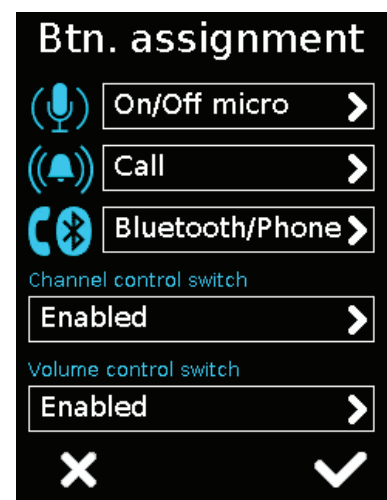 Btn. assignment
On/Off micro
Call
Bluetooth/Phone
Channel control switch
Enabled
Volume control switch
Enabled